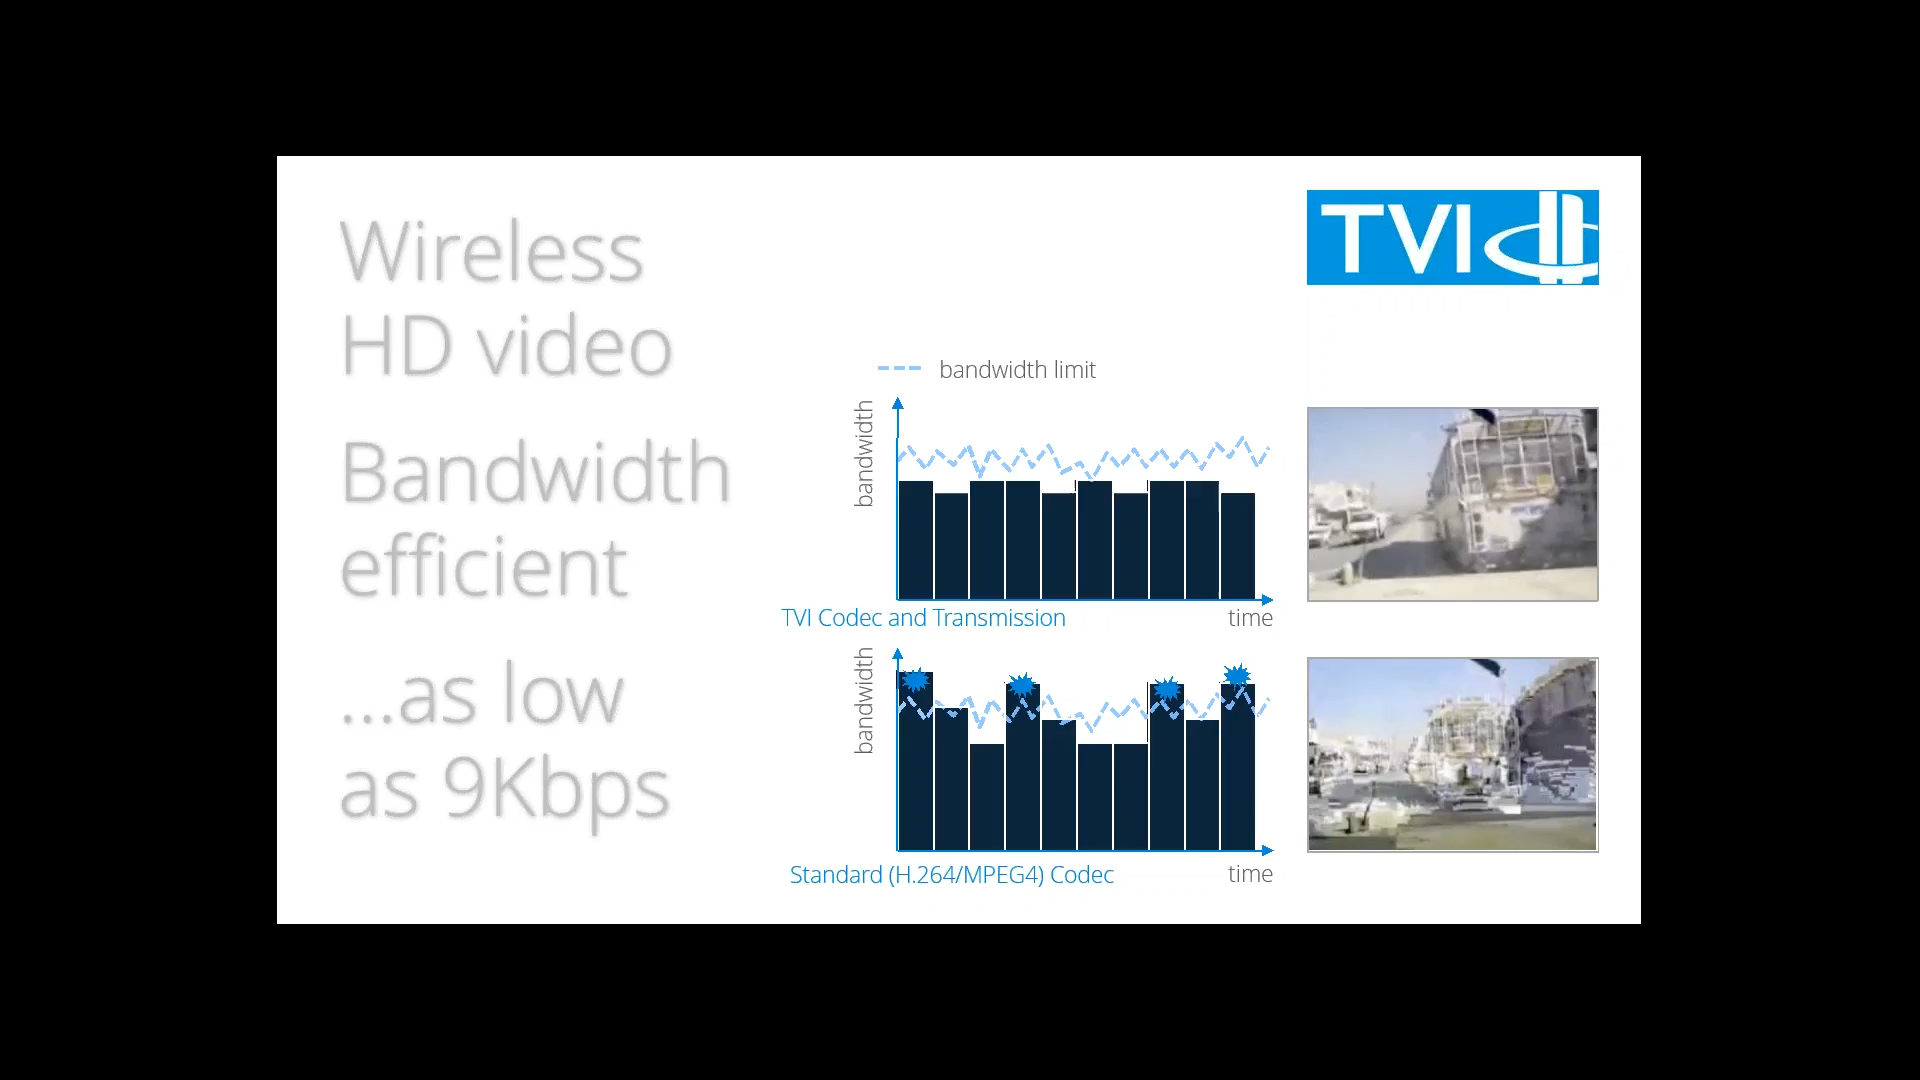 Wireless
HD video
Bandwidth
efficient
...as low
as 9Kbps
TVI
bandwidth limit
bandwidth
TVI Codec and Transmission
time
bandwidth
Standard (H.264/MPEG4) Codec
time